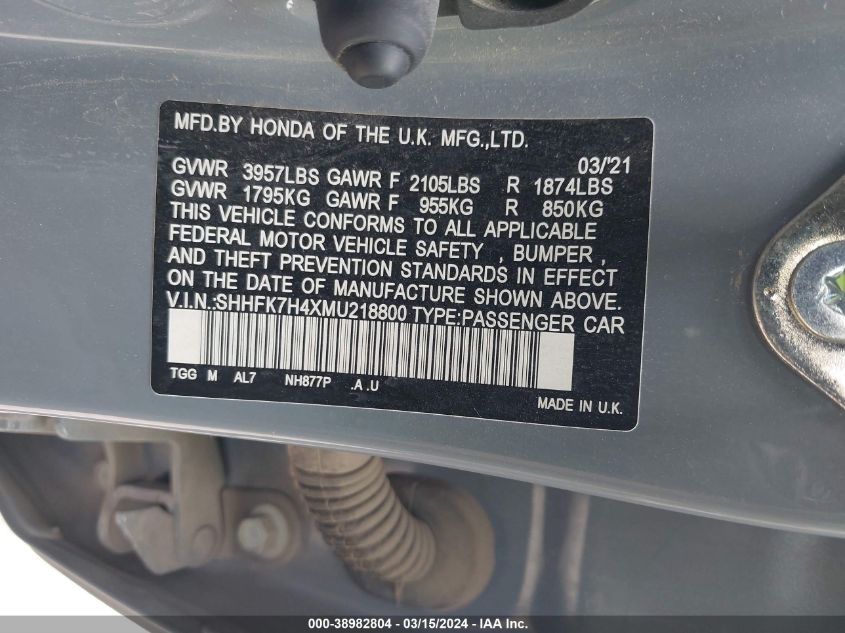 MFD.BY HONDA OF THE U.K. MFG.,LTD.
03/'21
GVWR 3957LBS GAWR F 2105LBS R 1874LBS
GVWR 1795KG GAWR F 955KG R 850KG
THIS VEHICLE CONFORMS TO ALL APPLICABLE
FEDERAL MOTOR VEHICLE SAFETY , BUMPER ,
AND THEFT PREVENTION STANDARDS IN EFFECT
ON THE DATE OF MANUFACTURE SHOWN ABOVE.
V.I.N.:SHHFK7H4XMU218800 TYPE:PASSENGER CAR
TGG M AL7 NH877P .A .U
MADE IN U.K.
000-38982804 - 03/15/2024 - IAA Inc.